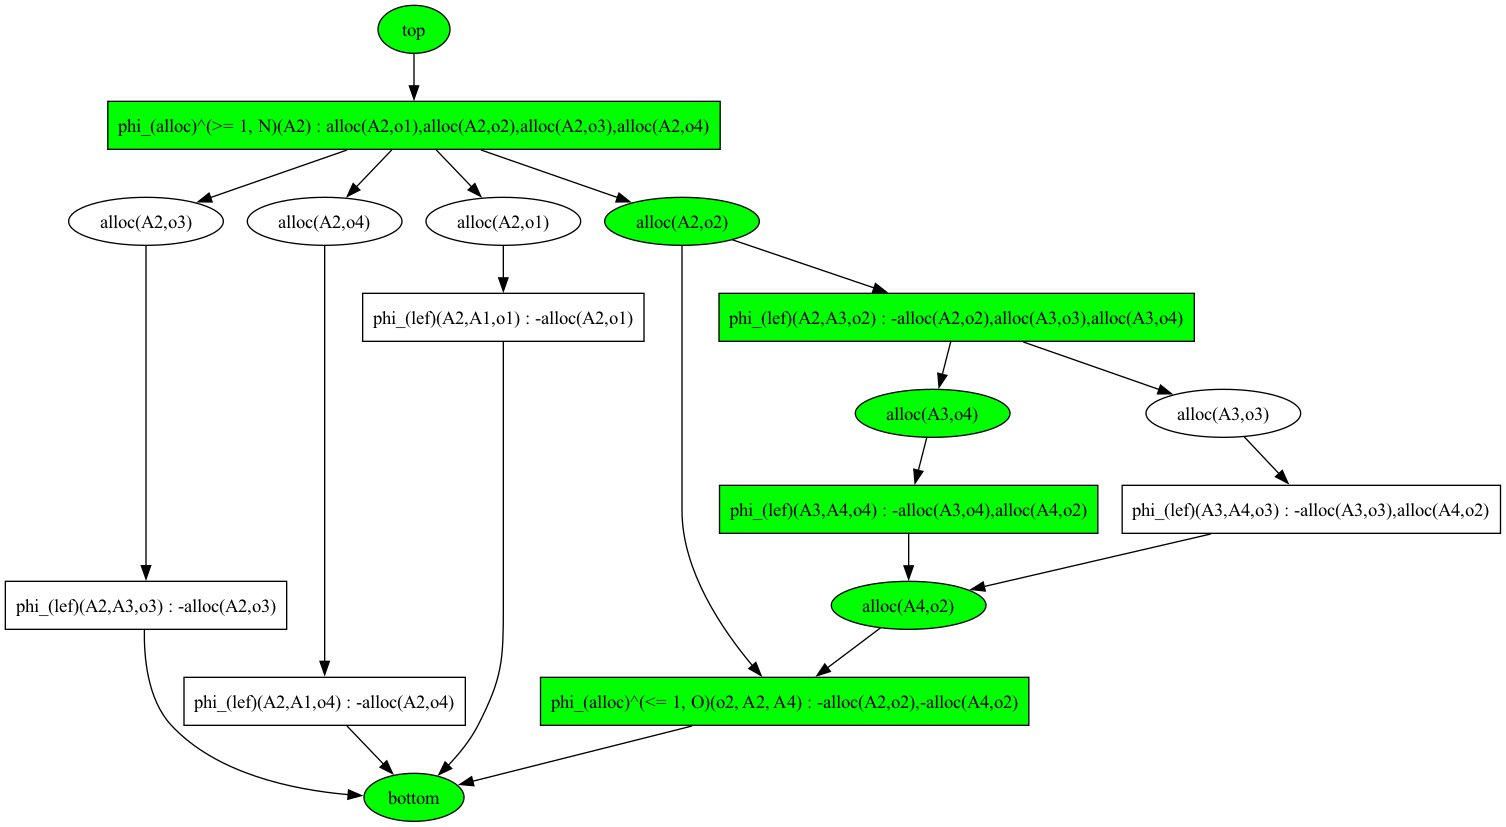 top
phi_(alloc)^(>= 1, N)(A2) : alloc(A2,o1),alloc(A2,o2),alloc(A2,o3),alloc(A2,o4)
alloc(A2,o3)
alloc(A2,o4)
alloc(A2,o1)
alloc(A2,o2)
phi_(lef)(A2,A1,o1) : -alloc(A2,o1)
phi_(lef)(A2,A3,o2) : -alloc(A2,o2),alloc(A3,o3),alloc(A3,o4)
alloc(A3,o4)
alloc(A3,o3)
phi_(lef)(A3,A4,o4) : -alloc(A3,o4),alloc(A4,o2)
phi_(lef)(A3,A4,o3) : -alloc(A3,o3),alloc(A4,o2)
phi_(lef)(A2,A3,o3) : -alloc(A2,o3)
alloc(A4,o2)
phi_(lef)(A2,A1,o4) : -alloc(A2,o4)
phi_(alloc)^(<= 1, O)(o2, A2, A4) : -alloc(A2,o2),-alloc(A4,o2)
bottom